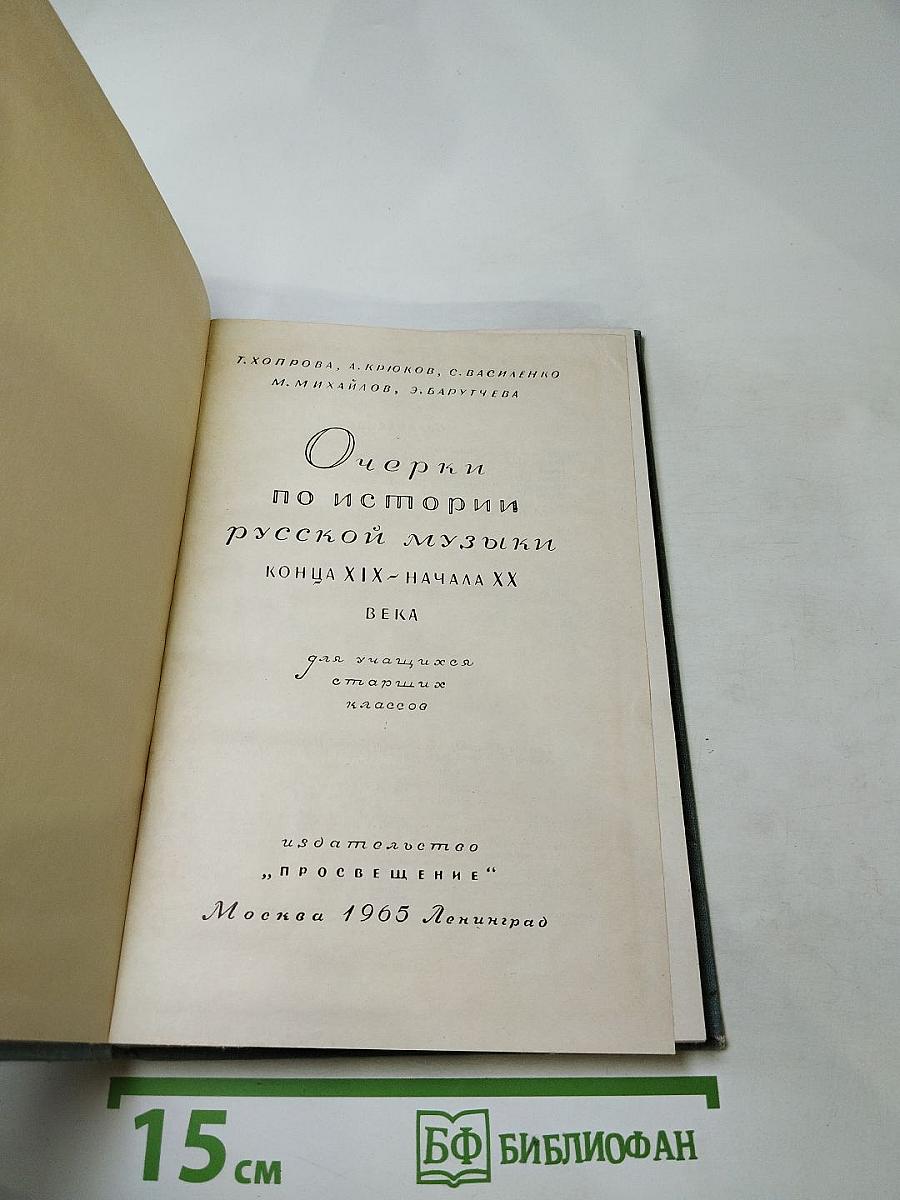 Т. ХОПРОВА, А. КРЮКОВ, С. ВАСИЛЕНКО
М. МИХАЙЛОВ, Э. БАРУТЧЕВА
Очерки
по истории
русской музыки
КОНЦА XIX – НАЧАЛА XX
ВЕКА
для учащихся
старших
классов
издательство
„ПРОСВЕЩЕНИЕ“
Москва 1965 Ленинград
15 см
БФ БИБЛИОФАН